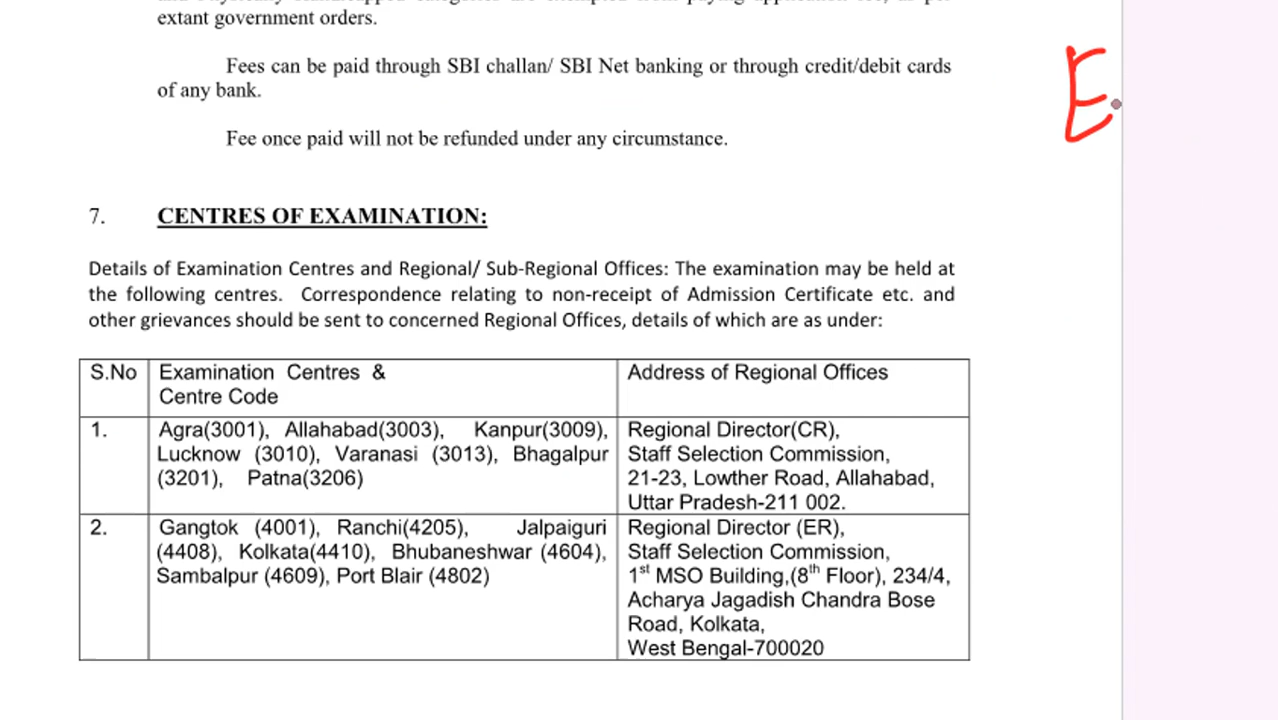 extant government orders.
Fees can be paid through SBI challan/ SBI Net banking or through credit/debit cards
of any bank.
Fee once paid will not be refunded under any circumstance.
E
7. CENTRES OF EXAMINATION:
Details of Examination Centres and Regional/ Sub-Regional Offices: The examination may be held at
the following centres. Correspondence relating to non-receipt of Admission Certificate etc. and
other grievances should be sent to concerned Regional Offices, details of which are as under:
S.No
Examination Centres &
Centre Code
Address of Regional Offices
1.
Agra(3001), Allahabad(3003), Kanpur(3009),
Lucknow (3010), Varanasi (3013), Bhagalpur
(3201), Patna(3206)
Regional Director(CR),
Staff Selection Commission,
21-23, Lowther Road, Allahabad,
Uttar Pradesh-211 002.
2.
Gangtok (4001), Ranchi(4205), Jalpaiguri
(4408), Kolkata(4410), Bhubaneshwar (4604),
Sambalpur (4609), Port Blair (4802)
Regional Director (ER),
Staff Selection Commission,
1st MSO Building,(8th Floor), 234/4,
Acharya Jagadish Chandra Bose
Road, Kolkata,
West Bengal-700020